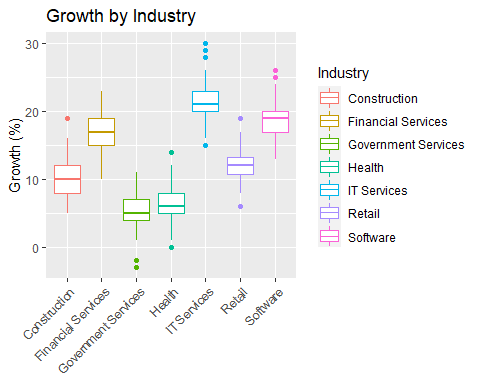 Growth by Industry
Growth (%)
30
20
10
0
Construction
Financial Services
Government Services
Health
IT Services
Retail
Software
Industry
Construction
Financial Services
Government Services
Health
IT Services
Retail
Software